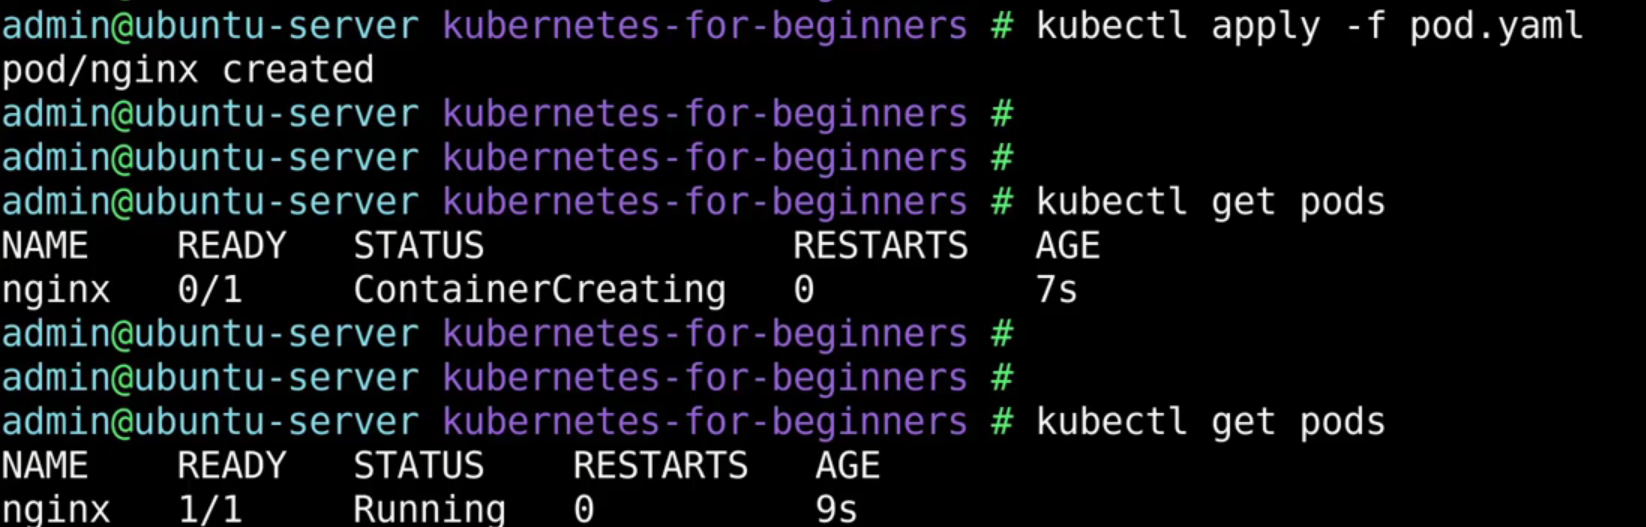 admin@ubuntu-server kubernetes-for-beginners # kubectl apply -f pod.yaml
pod/nginx created
admin@ubuntu-server kubernetes-for-beginners #
admin@ubuntu-server kubernetes-for-beginners #
admin@ubuntu-server kubernetes-for-beginners # kubectl get pods
NAME    READY   STATUS              RESTARTS   AGE
nginx   0/1     ContainerCreating   0          7s
admin@ubuntu-server kubernetes-for-beginners #
admin@ubuntu-server kubernetes-for-beginners #
admin@ubuntu-server kubernetes-for-beginners # kubectl get pods
NAME    READY   STATUS    RESTARTS   AGE
nginx   1/1     Running   0          9s